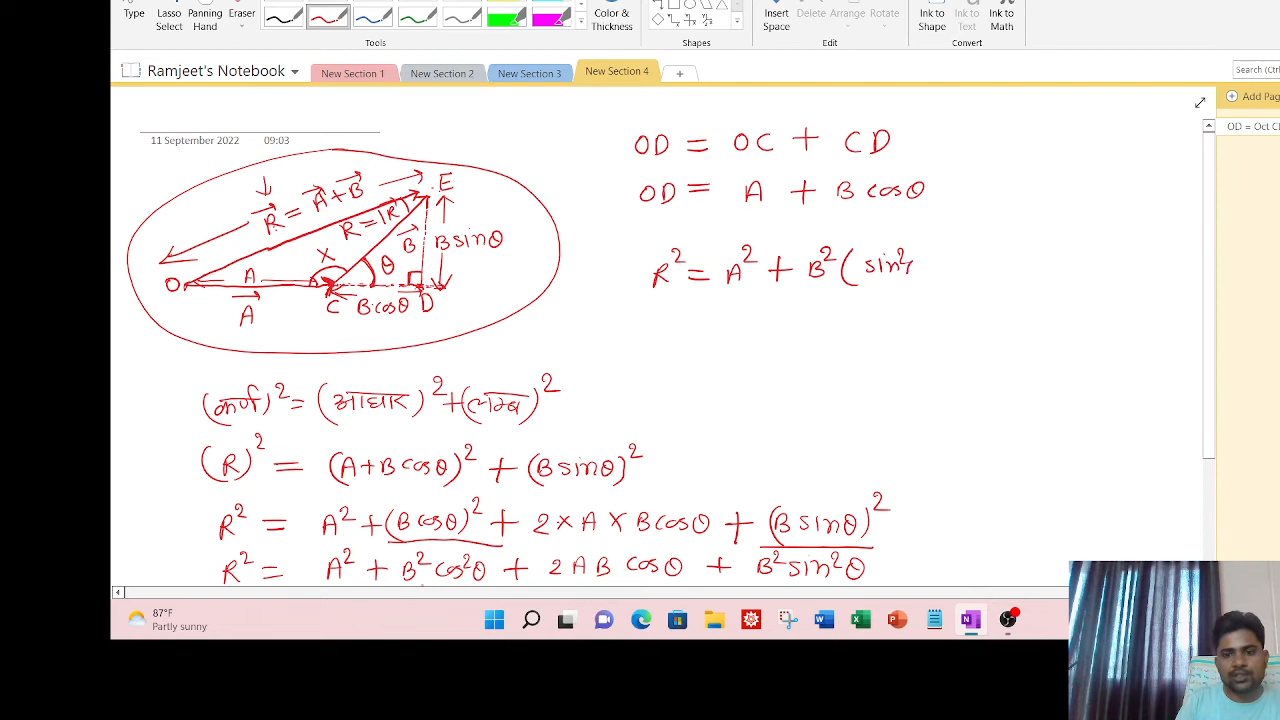 Type Lasso Select Panning Hand Eraser Color & Thickness Insert Space Delete Arrange Rotate Ink to Shape Ink to Text Ink to Math
Tools Shapes Edit Convert
Ramjeet's Notebook New Section 1 New Section 2 New Section 3 New Section 4 + Search (Ctrl
Add Pag
OD = Oct CD
11 September 2022 09:03
OD = OC + CD
OD = A + B cosθ
R² = A² + B² ( sin²
R = A + B E
R = |R|
B B sinθ
X θ
O A C B cosθ D
A
(कर्ण)² = (आधार)² + (लम्ब)²
(R)² = (A+B cosθ)² + (B sinθ)²
R² = A² + (B cosθ)² + 2 × A × B cosθ + (B sinθ)²
R² = A² + B² cos²θ + 2 A B cosθ + B² sin²θ
87°F
Partly sunny